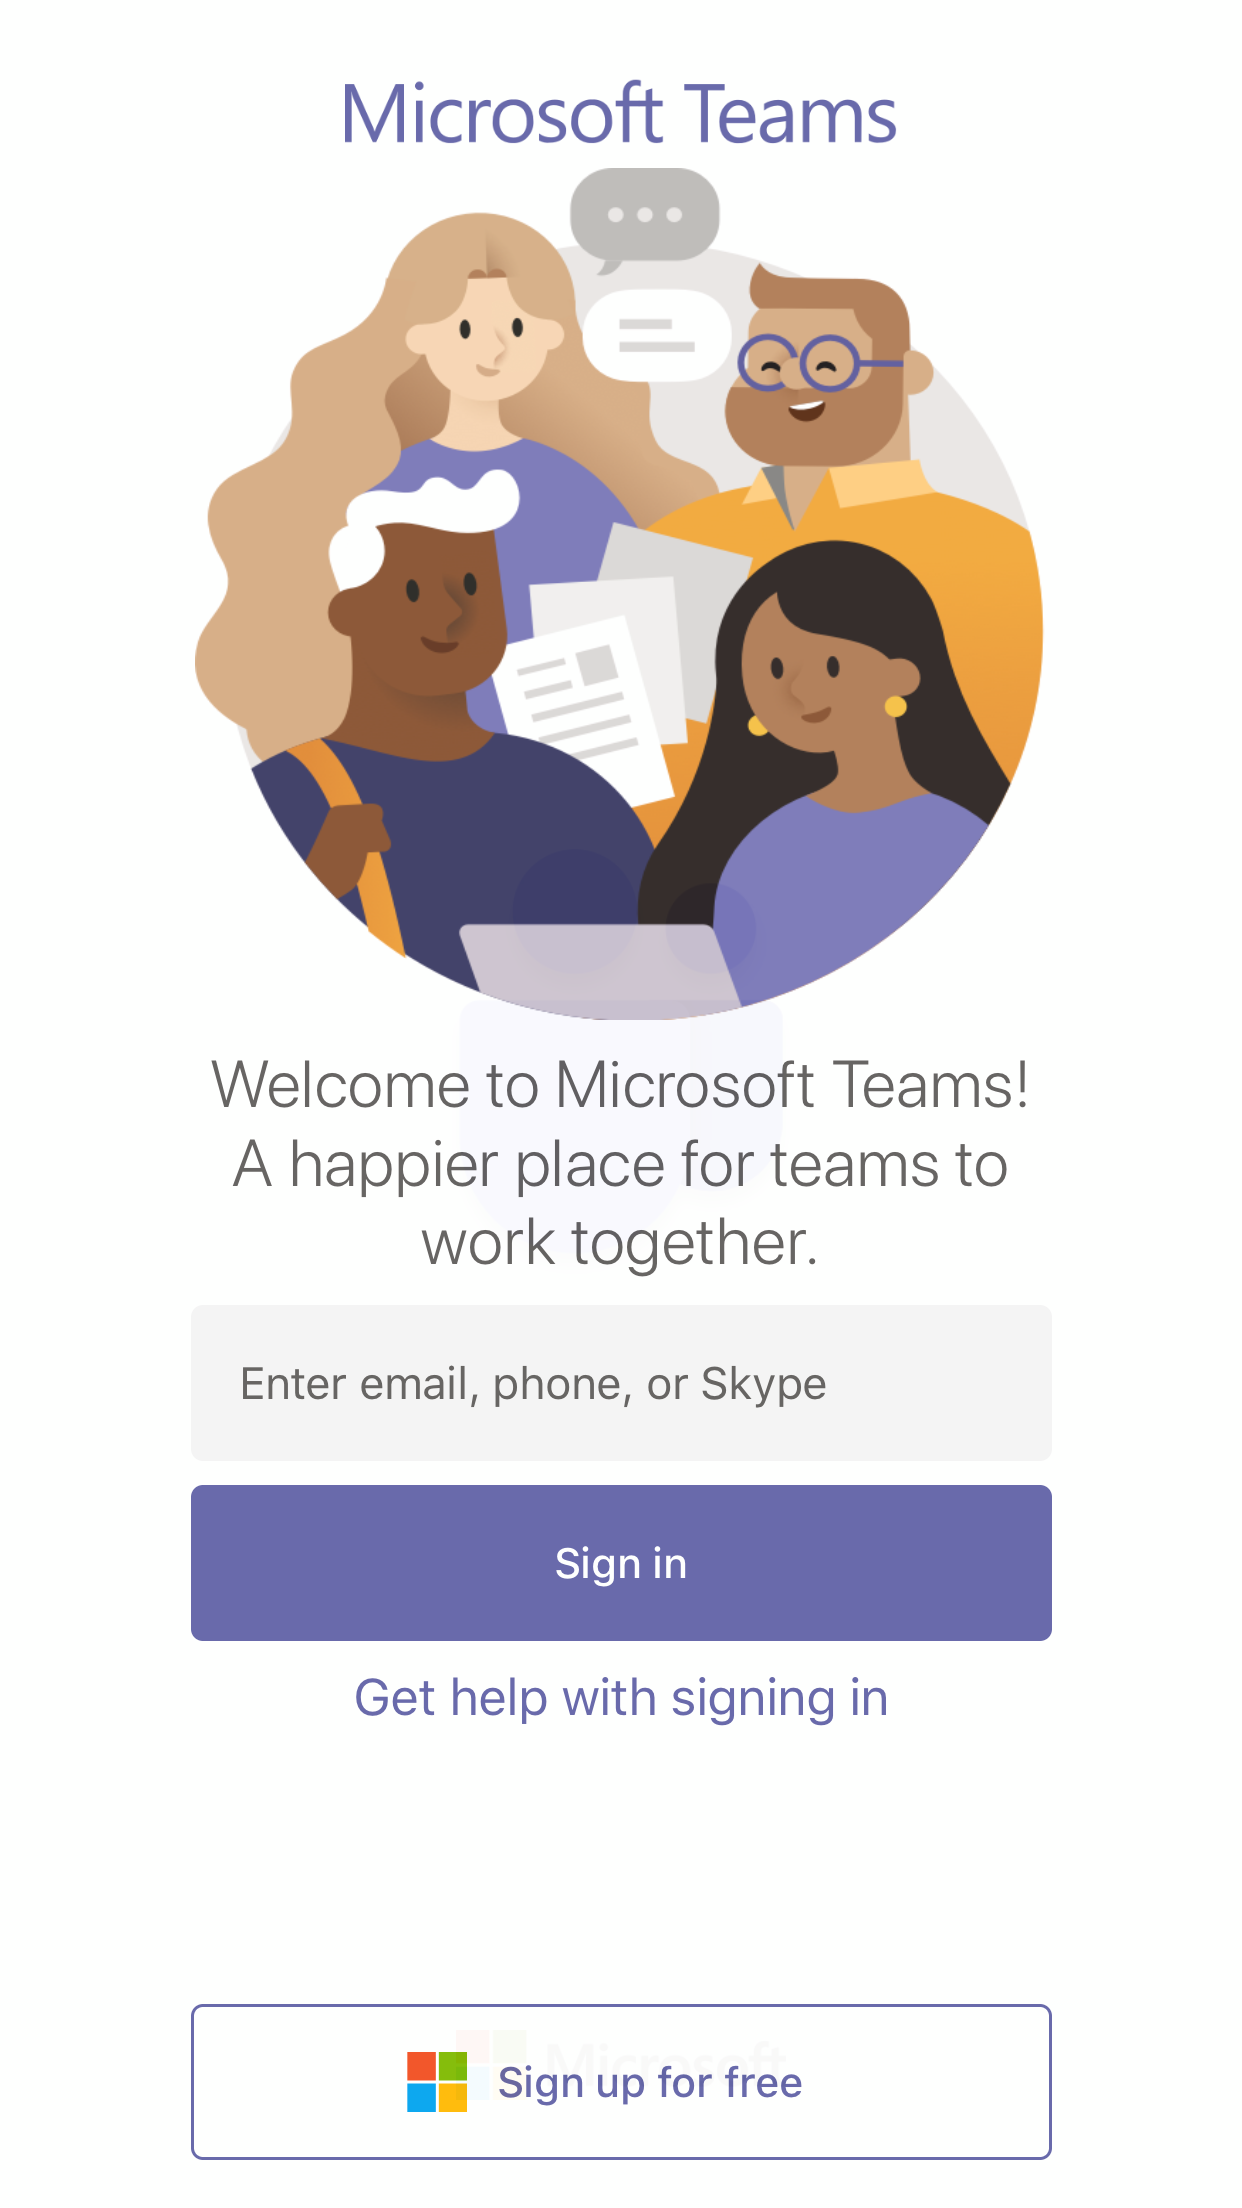 Microsoft Teams
Welcome to Microsoft Teams!
A happier place for teams to
work together.
Enter email, phone, or Skype
Sign in
Get help with signing in
Microsoft
Sign up for free